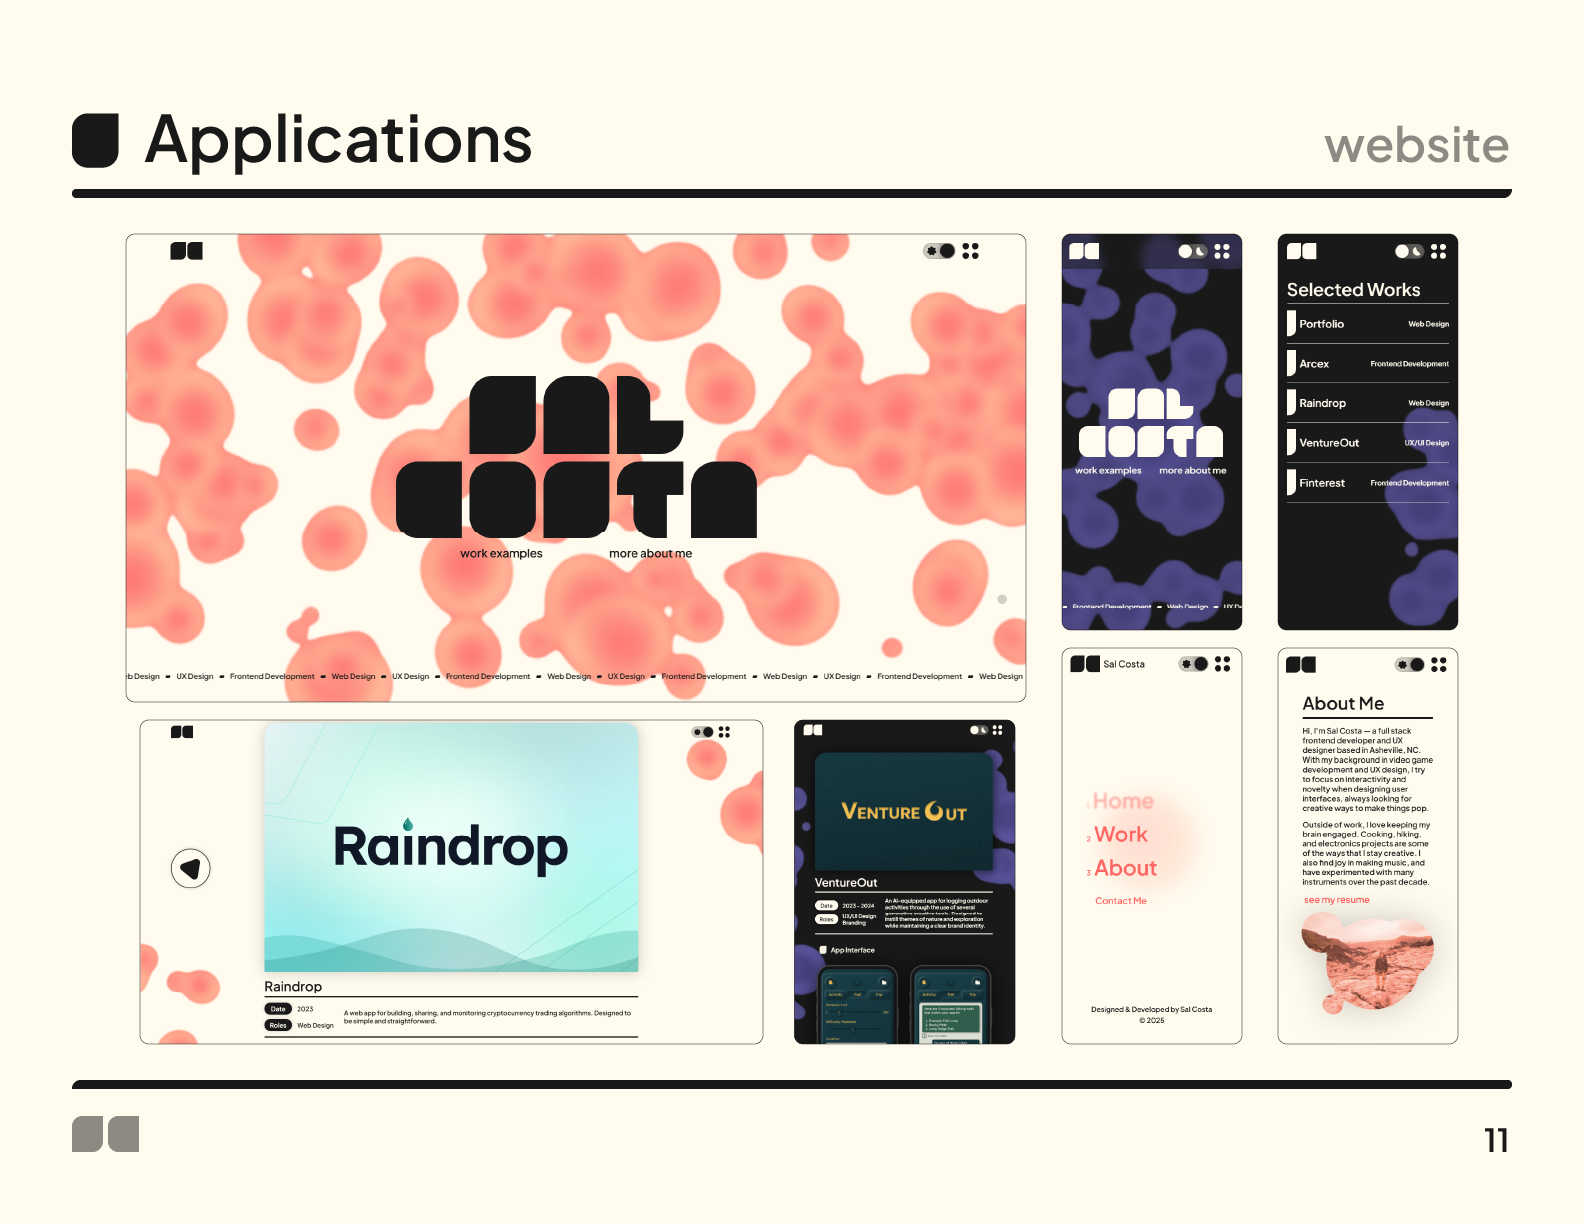 Applications
website
SAL
COSTA
work examples more about me
b Design - UX Design - Frontend Development - Web Design - UX Design - Frontend Development - Web Design - UX Design - Frontend Development - Web Design - UX Design - Frontend Development - Web Design
SAL
COSTA
work examples more about me
Frontend Development - Web Design - UX D
Selected Works
Portfolio Web Design
Arcex Frontend Development
Raindrop Web Design
VentureOut UX/UI Design
Finterest Frontend Development
Raindrop
Raindrop
Date 2023
Roles Web Design
A web app for building, sharing, and monitoring cryptocurrency trading algorithms. Designed to
be simple and straightforward.
VENTURE OUT
VentureOut
Date 2023 - 2024
Roles UX/UI Design
Branding
An AI-equipped app for logging outdoor
activities through the use of several
generative creative tools. Designed to
instill themes of nature and exploration
while maintaining a clear brand identity.
App Interface
Activity Trail Trip
Difficulty: Moderate
Location
Activity Trail Trip
Sal Costa
1 Home
2 Work
3 About
Contact Me
Designed & Developed by Sal Costa
© 2025
About Me
Hi, I'm Sal Costa — a full stack
frontend developer and UX
designer based in Asheville, NC.
With my background in video game
development and UX design, I try
to focus on interactivity and
novelty when designing user
interfaces, always looking for
creative ways to make things pop.
Outside of work, I love keeping my
brain engaged. Cooking, hiking,
and electronics projects are some
of the ways that I stay creative. I
also find joy in making music, and
have experimented with many
instruments over the past decade.
see my resume
11